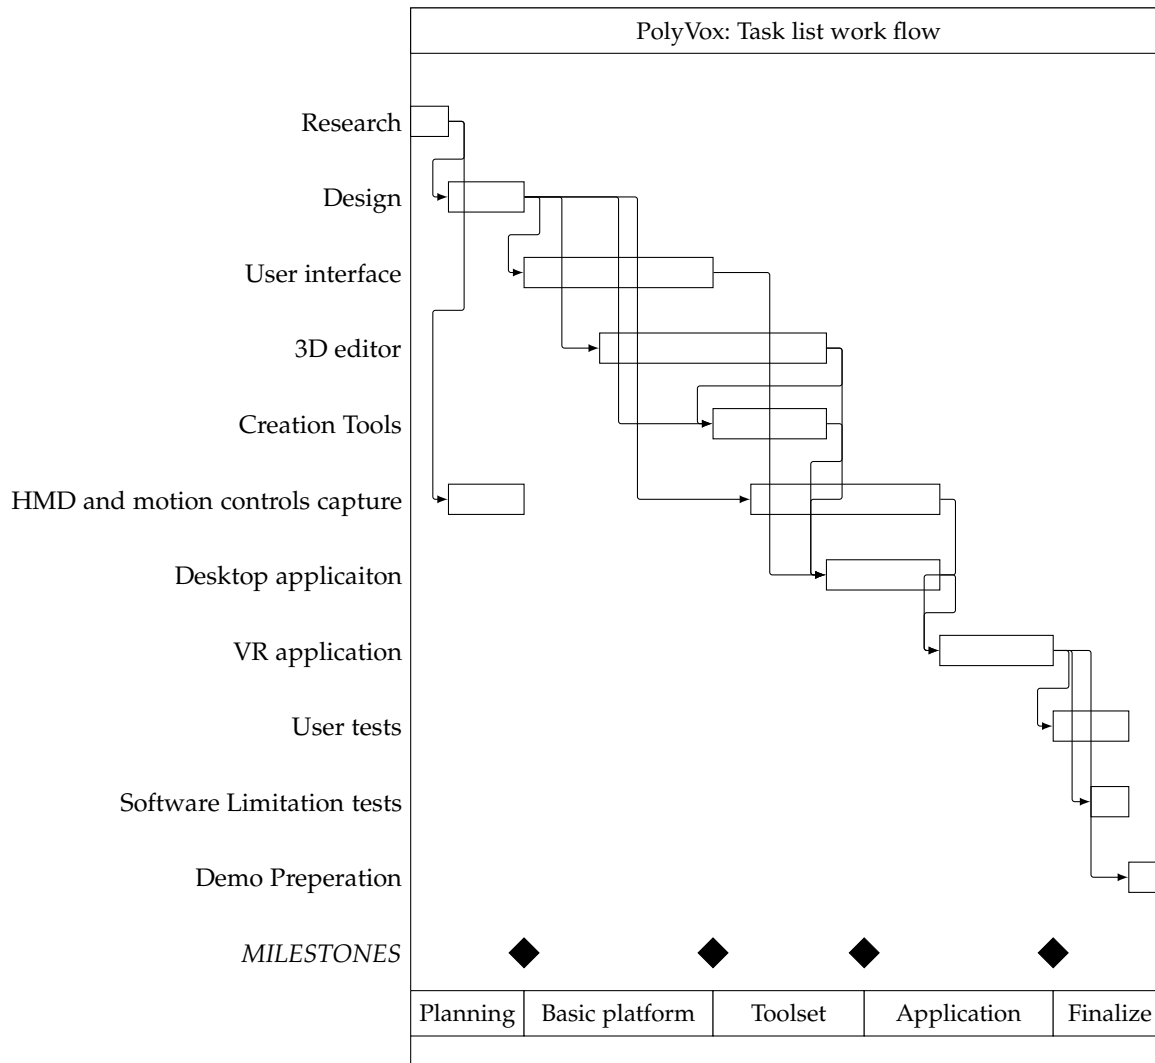 PolyVox: Task list work flow
Research
Design
User interface
3D editor
Creation Tools
HMD and motion controls capture
Desktop applicaiton
VR application
User tests
Software Limitation tests
Demo Preperation
MILESTONES
Planning Basic platform Toolset Application Finalize